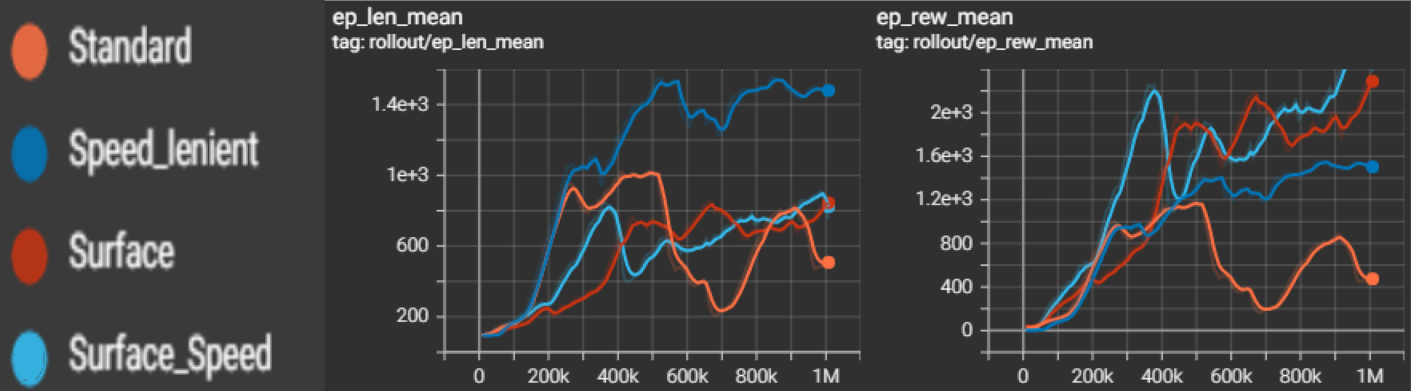 Standard
Speed_lenient
Surface
Surface_Speed
ep_len_mean
tag: rollout/ep_len_mean
1.4e+3
1e+3
600
200
0 200k 400k 600k 800k 1M
ep_rew_mean
tag: rollout/ep_rew_mean
2e+3
1.6e+3
1.2e+3
800
400
0
0 200k 400k 600k 800k 1M